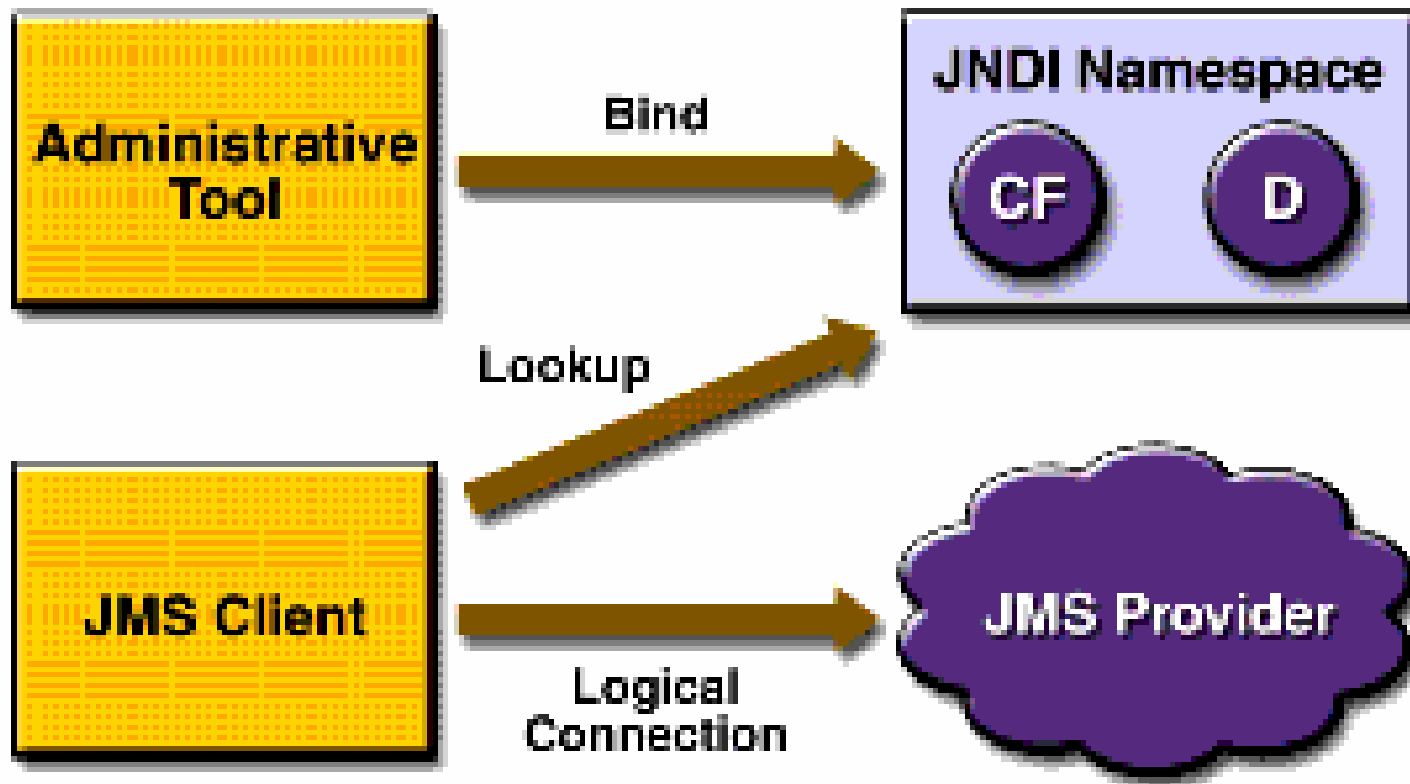 Administrative
Tool
Bind
JNDI Namespace
CF
D
Lookup
JMS Client
Logical
Connection
JMS Provider